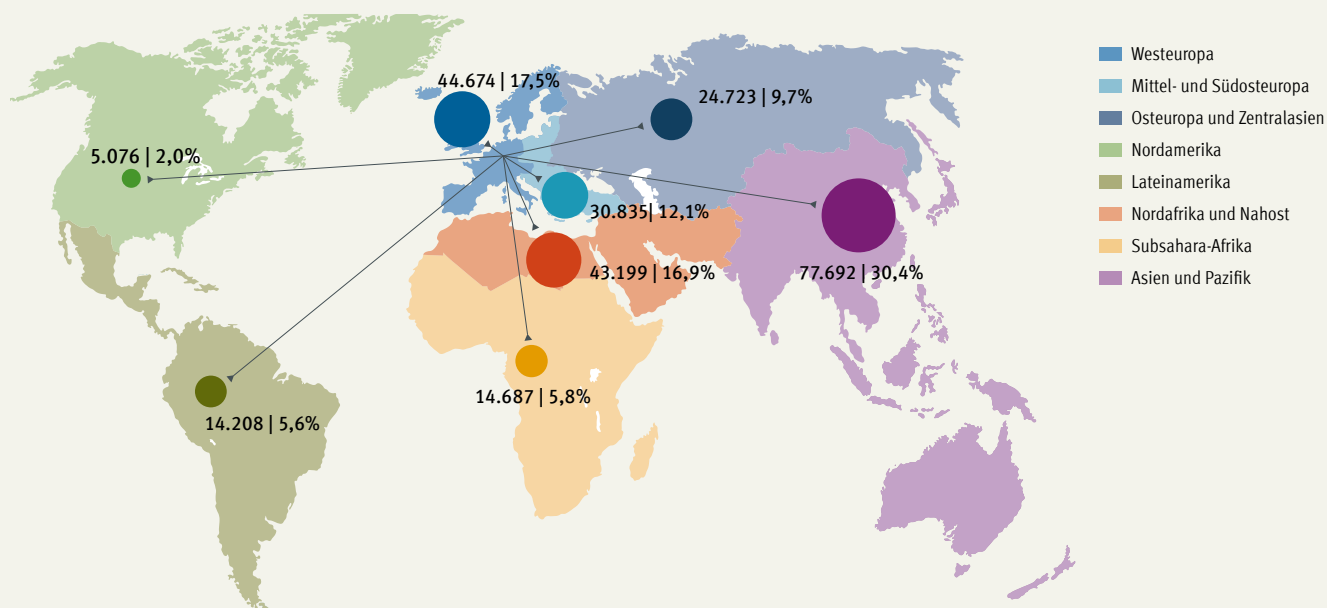 44.674 | 17,5%
24.723 | 9,7%
5.076 | 2,0%
30.835| 12,1%
43.199 | 16,9%
77.692 | 30,4%
14.687 | 5,8%
14.208 | 5,6%
Westeuropa
Mittel- und Südosteuropa
Osteuropa und Zentralasien
Nordamerika
Lateinamerika
Nordafrika und Nahost
Subsahara-Afrika
Asien und Pazifik